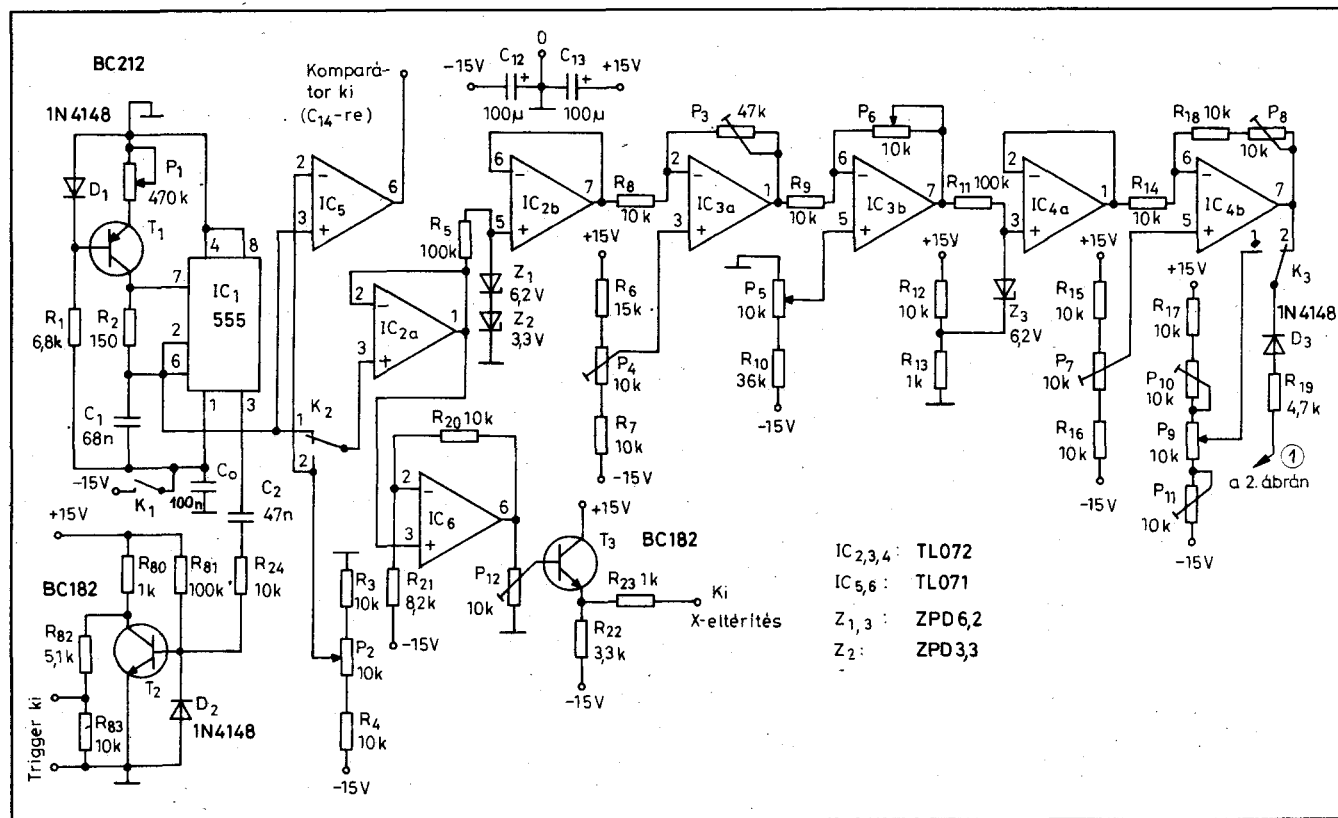 BC212
1N4148
P1
470k
D1
T1
R1
6,8k
R2
150
C1
68n
7
2
6
4
8
IC1
555
1
3
-15V
K1
C0
100n
C2
47n
+15V
BC182
R80
1k
R81
100k
R24
10k
R82
5,1k
T2
R83
10k
D2
1N4148
Trigger ki
Kompará-
tor ki
(C14-re)
2
3
6
IC5
K2
1
2
R3
10k
P2
10k
R4
10k
-15V
-15V
C12
100μ
0
C13
100μ
+15V
R5
100k
2
3
1
IC2a
Z1
6,2V
Z2
3,3V
6
5
7
IC2b
R20 10k
2
3
6
IC6
R21
8,2k
-15V
P12
10k
+15V
T3
BC182
R23 1k
Ki
X-eltérítés
R22
3,3k
-15V
R8
10k
P3
47k
2
3
1
IC3a
+15V
R6
15k
P4
10k
R7
10k
-15V
R9
10k
P6
10k
6
5
7
IC3b
P5
10k
R10
36k
-15V
R11 100k
+15V
R12
10k
R13
1k
Z3
6,2V
2
3
1
IC4a
R14
10k
+15V
R15
10k
P7
10k
R16
10k
-15V
R18 10k
P8
10k
6
5
7
IC4b
1
2
K3
+15V
R17
10k
P10
10k
P9
10k
P11
10k
-15V
1N4148
D3
R19
4,7k
1
a 2. ábrán
IC2,3,4: TL072
IC5,6: TL071
Z1,3: ZPD6,2
Z2: ZPD3,3